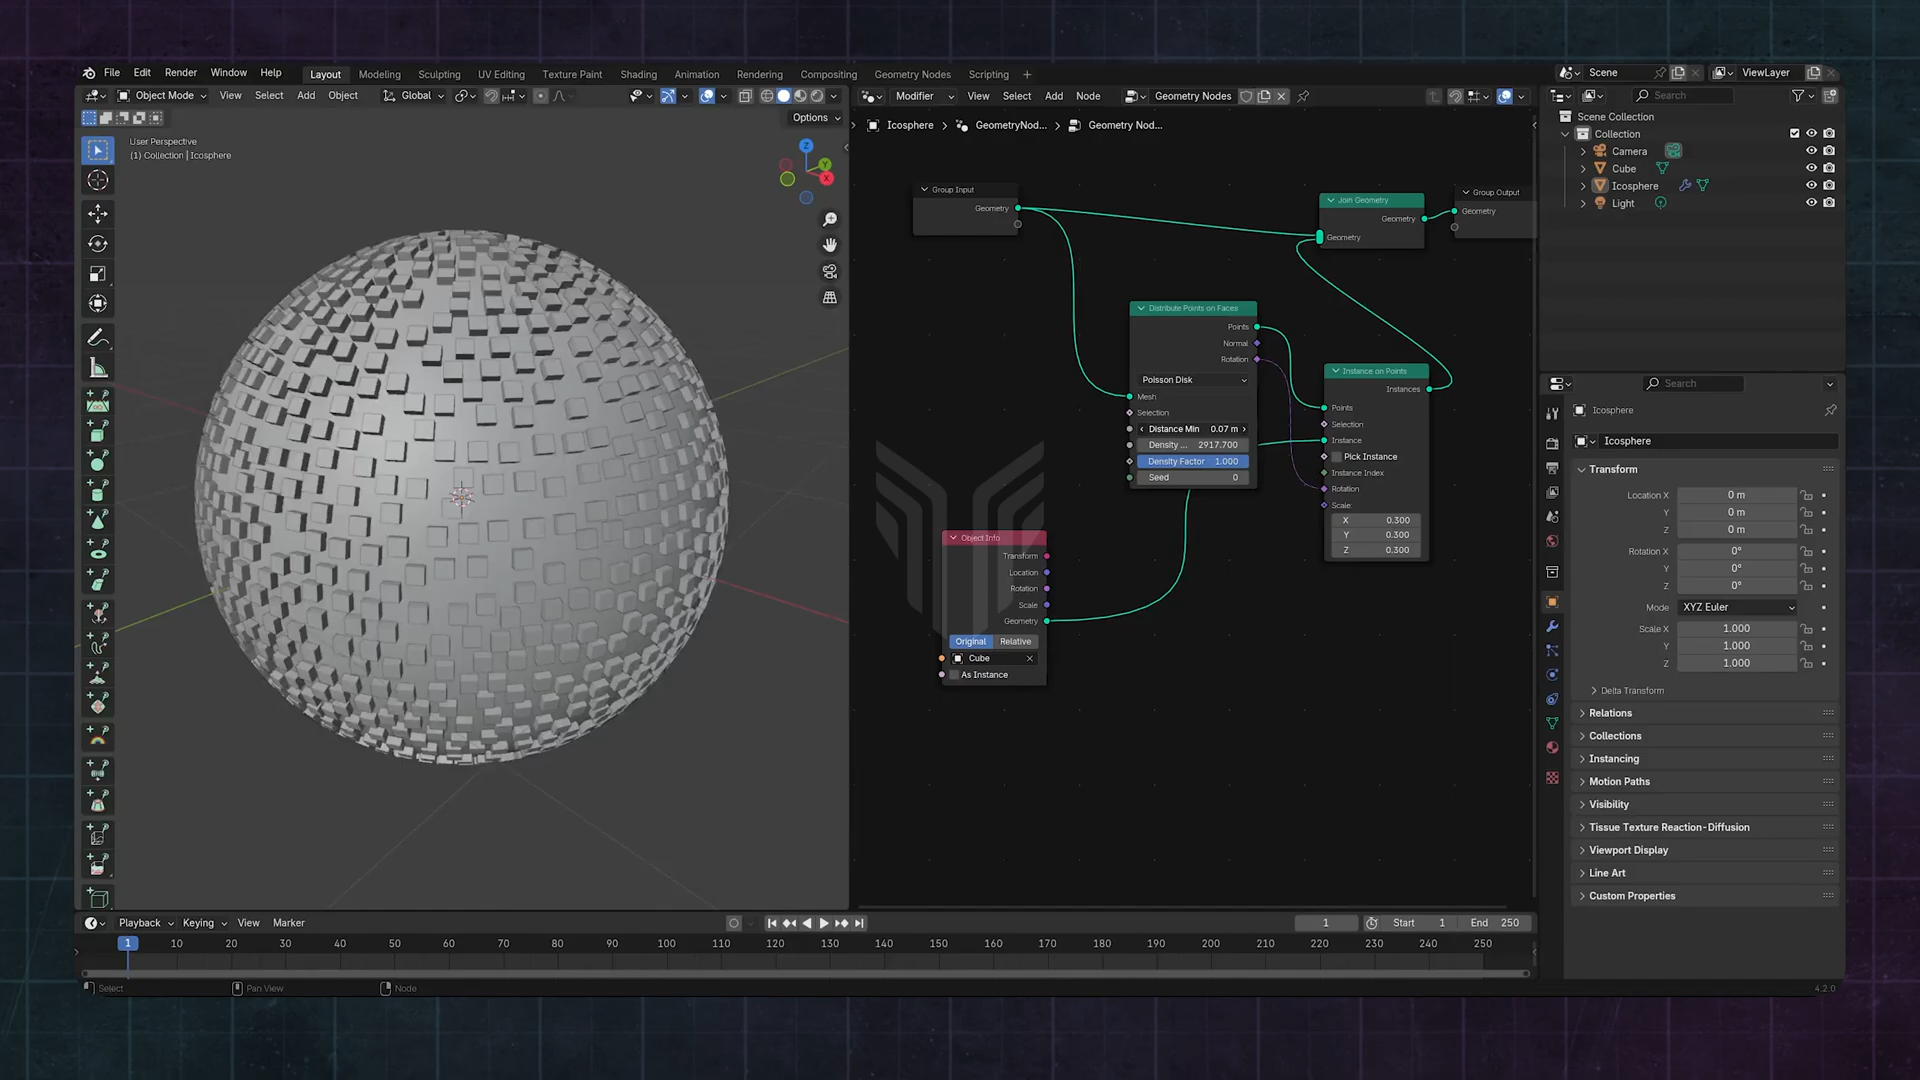 File Edit Render Window Help Layout Modeling Sculpting UV Editing Texture Paint Shading Animation Rendering Compositing Geometry Nodes Scripting +
Scene ViewLayer
Object Mode View Select Add Object Global
Options
User Perspective
(1) Collection | Icosphere
Z
Y
X
Modifier View Select Add Node Geometry Nodes
Icosphere GeometryNod... Geometry Nod...
Group Input
Geometry
Join Geometry
Geometry
Geometry
Group Output
Geometry
Distribute Points on Faces
Points
Normal
Rotation
Poisson Disk
Mesh
Selection
Distance Min 0.07 m
Density ... 2917.700
Density Factor 1.000
Seed 0
Instance on Points
Instances
Points
Selection
Instance
Pick Instance
Instance Index
Rotation
Scale:
X 0.300
Y 0.300
Z 0.300
Object Info
Transform
Location
Rotation
Scale
Geometry
Original Relative
Cube
As Instance
Search
Scene Collection
Collection
Camera
Cube
Icosphere
Light
Search
Icosphere
Icosphere
Transform
Location X 0 m
Y 0 m
Z 0 m
Rotation X 0°
Y 0°
Z 0°
Mode XYZ Euler
Scale X 1.000
Y 1.000
Z 1.000
Delta Transform
Relations
Collections
Instancing
Motion Paths
Visibility
Tissue Texture Reaction-Diffusion
Viewport Display
Line Art
Custom Properties
Playback Keying View Marker
1 Start 1 End 250
1 10 20 30 40 50 60 70 80 90 100 110 120 130 140 150 160 170 180 190 200 210 220 230 240 250
Select Pan View Node
4.2.0